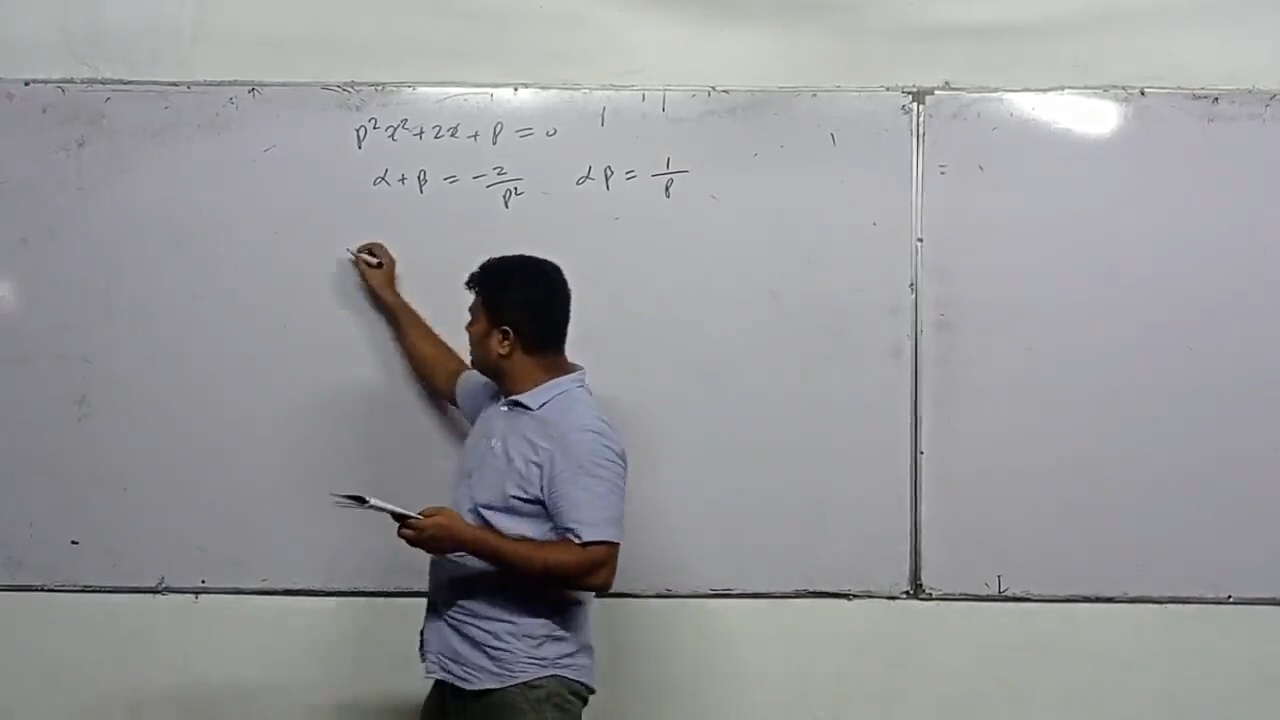 p²x² + 2x + p = 0
α + β = -2/p² αβ = 1/p